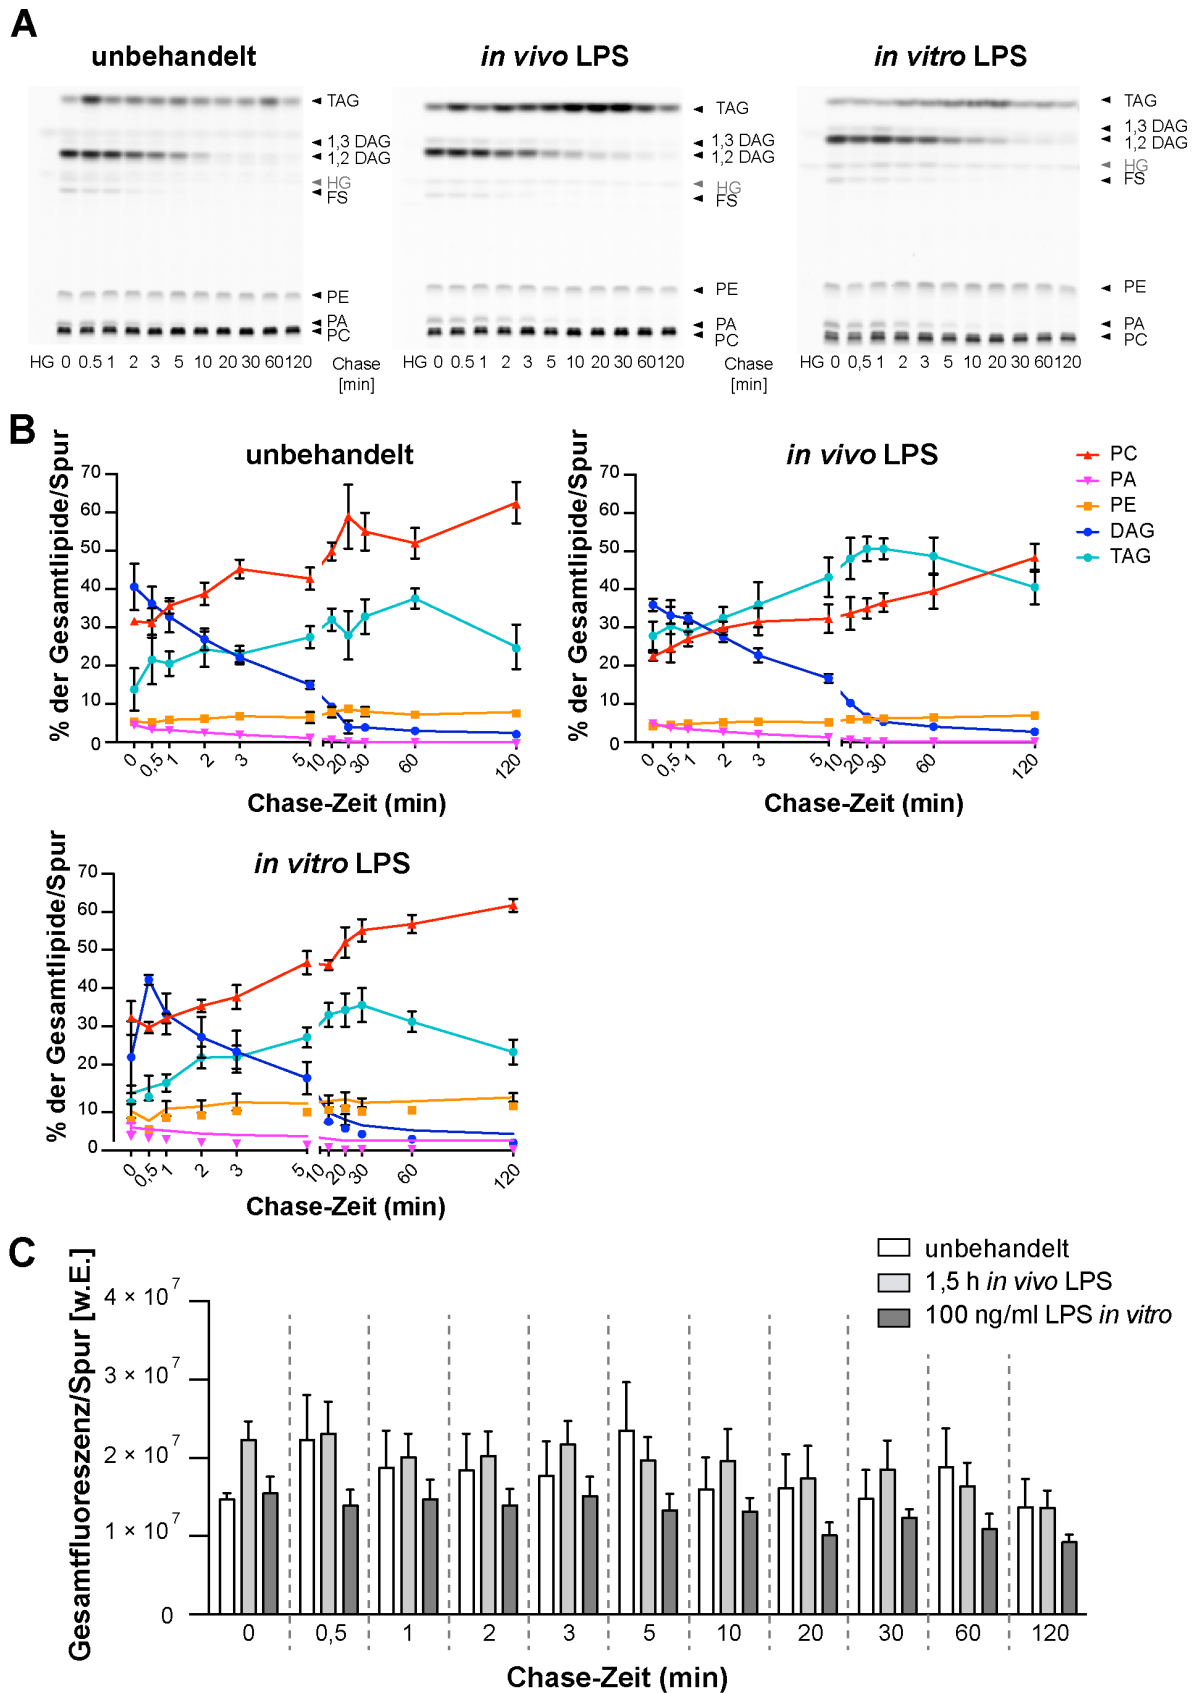 A
unbehandelt
in vivo LPS
in vitro LPS
TAG
1,3 DAG
1,2 DAG
HG
FS
PE
PA
PC
HG 0 0.5 1 2 3 5 10 20 30 60 120
Chase
[min]
TAG
1,3 DAG
1,2 DAG
HG
FS
PE
PA
PC
HG 0 0.5 1 2 3 5 10 20 30 60 120
Chase
[min]
TAG
1,3 DAG
1,2 DAG
HG
FS
PE
PA
PC
HG 0 0,5 1 2 3 5 10 20 30 60 120
B
unbehandelt
% der Gesamtlipide/Spur
70
60
50
40
30
20
10
0
0 0,5 1 2 3 5 10 20 30 60 120
Chase-Zeit (min)
in vivo LPS
% der Gesamtlipide/Spur
70
60
50
40
30
20
10
0
0 0,5 1 2 3 5 10 20 30 60 120
Chase-Zeit (min)
PC
PA
PE
DAG
TAG
in vitro LPS
% der Gesamtlipide/Spur
70
60
50
40
30
20
10
0
0 0,5 1 2 3 5 10 20 30 60 120
Chase-Zeit (min)
C
unbehandelt
1,5 h in vivo LPS
100 ng/ml LPS in vitro
Gesamtfluoreszenz/Spur [w.E.]
4 × 10⁷
3 × 10⁷
2 × 10⁷
1 × 10⁷
0
0 0,5 1 2 3 5 10 20 30 60 120
Chase-Zeit (min)